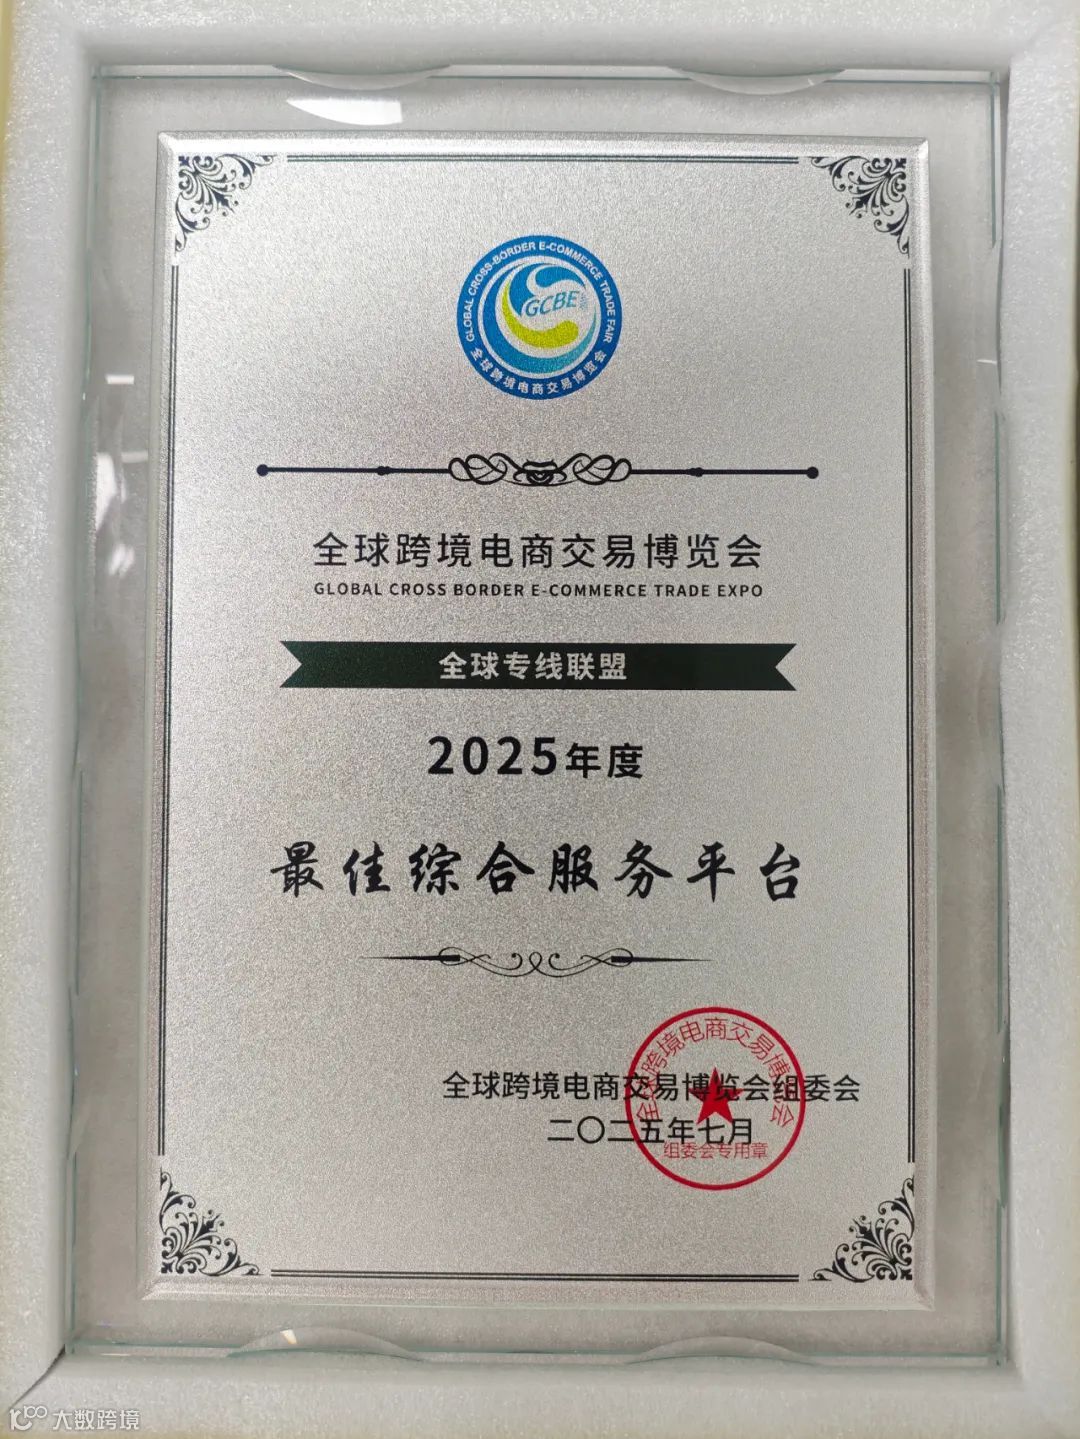 GLOBAL CROSS-BORDER E-COMMERCE TRADE FAIR
GCBE
全球跨境电商交易博览会
全球跨境电商交易博览会
GLOBAL CROSS BORDER E-COMMERCE TRADE EXPO
全球专线联盟
2025年度
最佳综合服务平台
全球跨境电商交易博览会组委会
二〇二五年七月
全球跨境电商交易博览会
组委会专用章
大数跨境